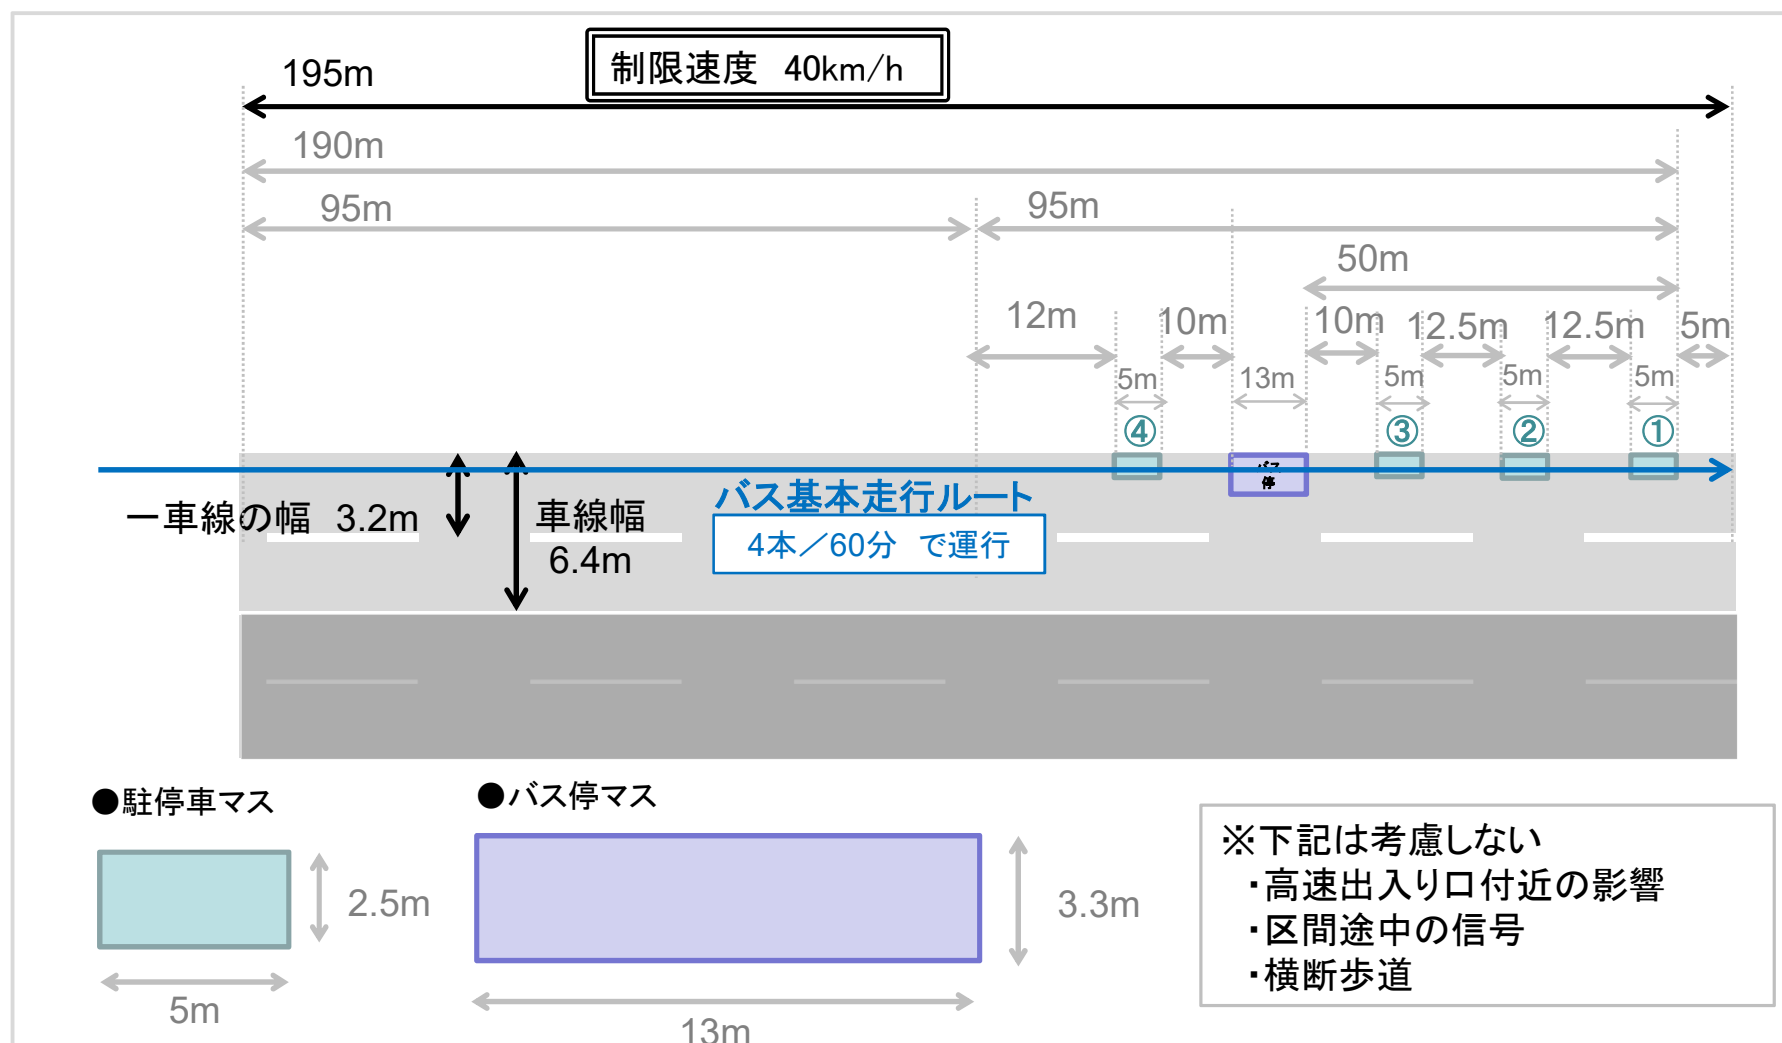 制限速度 40km/h
195m
190m
95m
95m
50m
12m
10m
10m
12.5m
12.5m
5m
5m
13m
5m
5m
5m
④
③
②
①
バス
停
バス基本走行ルート
4本／60分 で運行
一車線の幅 3.2m
車線幅
6.4m
●駐停車マス
2.5m
5m
●バス停マス
3.3m
13m
※下記は考慮しない
・高速出入り口付近の影響
・区間途中の信号
・横断歩道